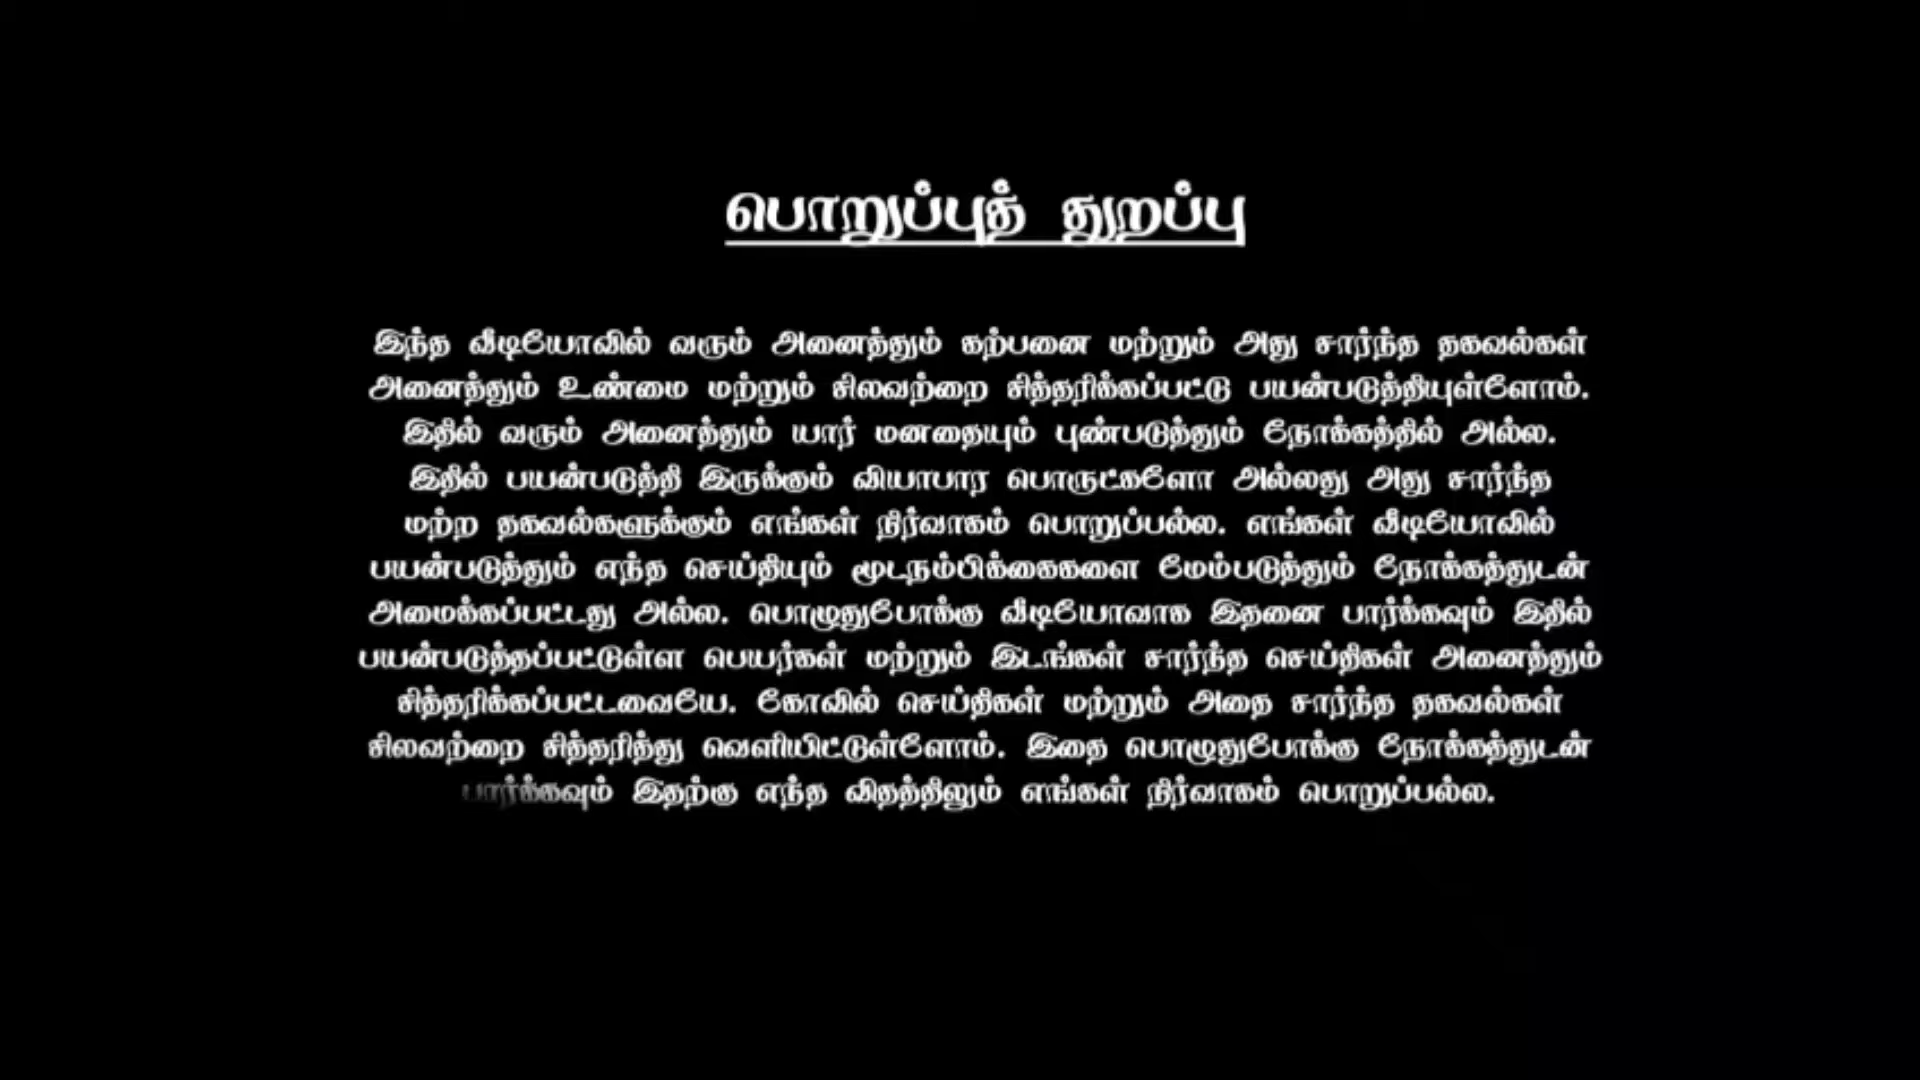 பொறுப்புத் துறப்பு
இந்த வீடியோவில் வரும் அனைத்தும் கற்பனை மற்றும் அது சார்ந்த தகவல்கள்
அனைத்தும் உண்மை மற்றும் சிலவற்றை சித்தரிக்கப்பட்டு பயன்படுத்தியுள்ளோம்.
இதில் வரும் அனைத்தும் யார் மனதையும் புண்படுத்தும் நோக்கத்தில் அல்ல.
இதில் பயன்படுத்தி இருக்கும் வியாபார பொருட்களோ அல்லது அது சார்ந்த
மற்ற தகவல்களுக்கும் எங்கள் நிர்வாகம் பொறுப்பல்ல. எங்கள் வீடியோவில்
பயன்படுத்தும் எந்த செய்தியும் மூடநம்பிக்கைகளை மேம்படுத்தும் நோக்கத்துடன்
அமைக்கப்பட்டது அல்ல. பொழுதுபோக்கு வீடியோவாக இதனை பார்க்கவும் இதில்
பயன்படுத்தப்பட்டுள்ள பெயர்கள் மற்றும் இடங்கள் சார்ந்த செய்திகள் அனைத்தும்
சித்தரிக்கப்பட்டவையே. கோவில் செய்திகள் மற்றும் அதை சார்ந்த தகவல்கள்
சிலவற்றை சித்தரித்து வெளியிட்டுள்ளோம். இதை பொழுதுபோக்கு நோக்கத்துடன்
பார்க்கவும் இதற்கு எந்த விதத்திலும் எங்கள் நிர்வாகம் பொறுப்பல்ல.